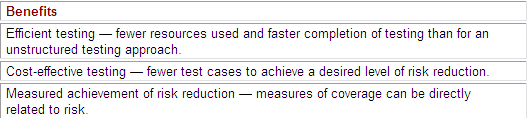 Benefits
Efficient testing — fewer resources used and faster completion of testing than for an
unstructured testing approach.
Cost-effective testing — fewer test cases to achieve a desired level of risk reduction.
Measured achievement of risk reduction — measures of coverage can be directly
related to risk.